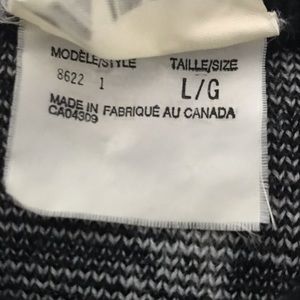 MODÈLE/STYLE TAILLE/SIZE
8622 1 L/G
MADE IN FABRIQUÉ AU CANADA
CA04309